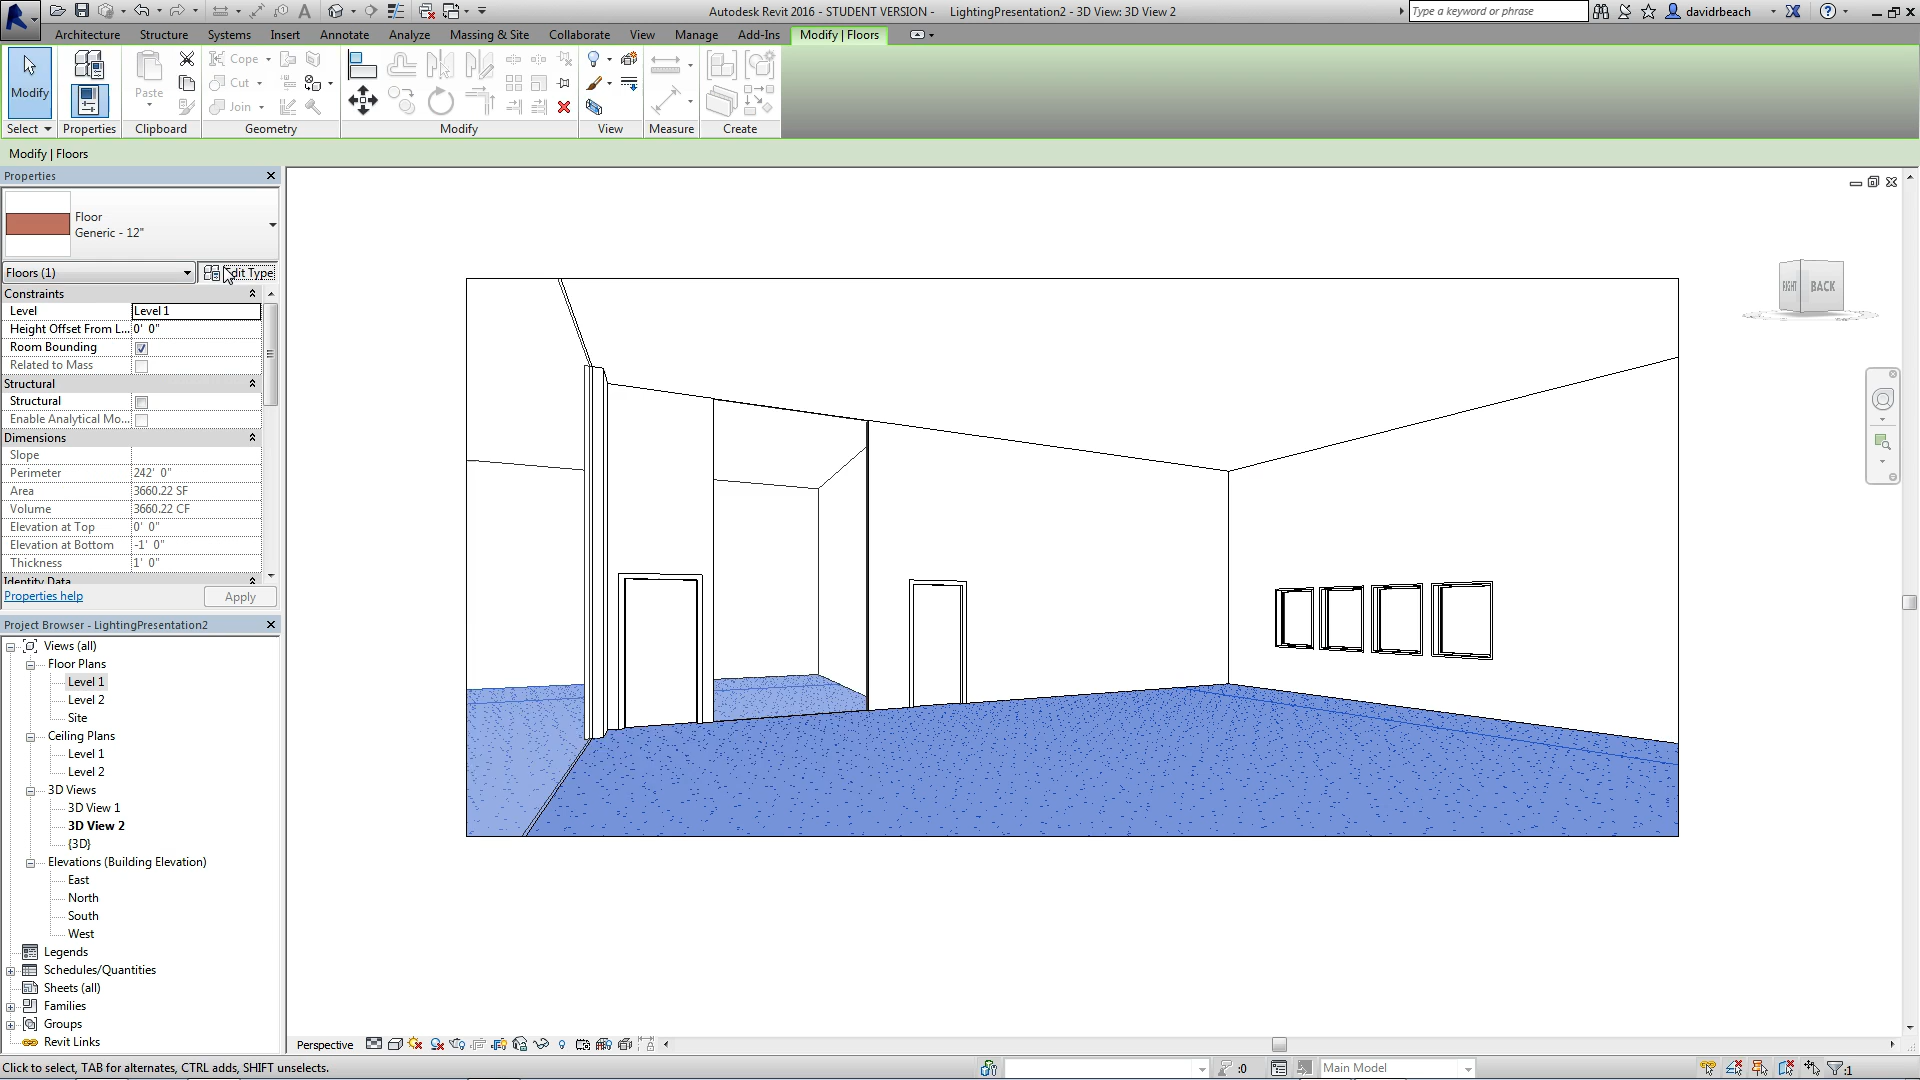 Autodesk Revit 2016 - STUDENT VERSION - LightingPresentation2 - 3D View: 3D View 2
Type a keyword or phrase
davidrbeach
Architecture Structure Systems Insert Annotate Analyze Massing & Site Collaborate View Manage Add-Ins Modify | Floors
Modify
Paste
Cope
Cut
Join
Select Properties Clipboard Geometry Modify View Measure Create
Modify | Floors
Properties
Floor
Generic - 12"
Floors (1)
Edit Type
Constraints
Level Level 1
Height Offset From L... 0' 0"
Room Bounding
Related to Mass
Structural
Structural
Enable Analytical Mo...
Dimensions
Slope
Perimeter 242' 0"
Area 3660.22 SF
Volume 3660.22 CF
Elevation at Top 0' 0"
Elevation at Bottom -1' 0"
Thickness 1' 0"
Identity Data
Properties help
Apply
Project Browser - LightingPresentation2
Views (all)
Floor Plans
Level 1
Level 2
Site
Ceiling Plans
Level 1
Level 2
3D Views
3D View 1
3D View 2
{3D}
Elevations (Building Elevation)
East
North
South
West
Legends
Schedules/Quantities
Sheets (all)
Families
Groups
Revit Links
RIGHT BACK
Perspective
Click to select, TAB for alternates, CTRL adds, SHIFT unselects.
:0
Main Model
:1